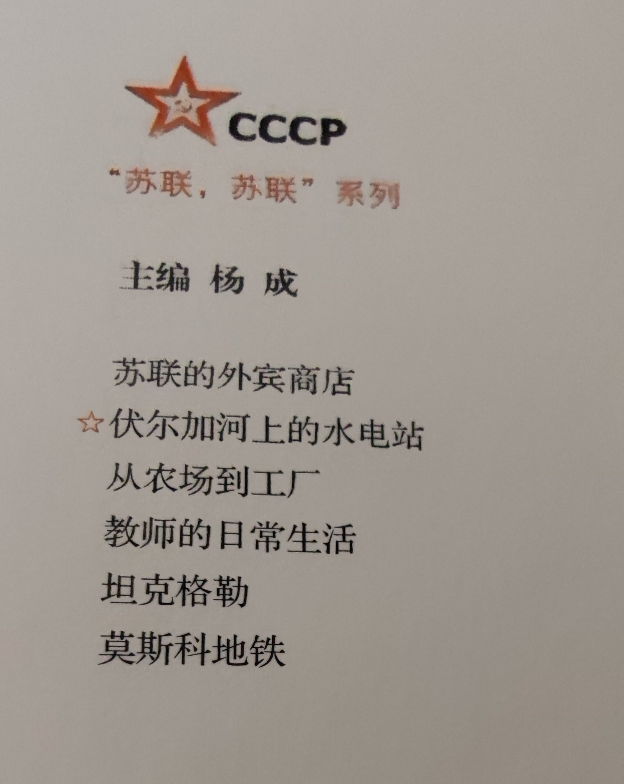 CCCP
“苏联，苏联”系列
主编 杨 成
苏联的外宾商店
☆伏尔加河上的水电站
从农场到工厂
教师的日常生活
坦克格勒
莫斯科地铁